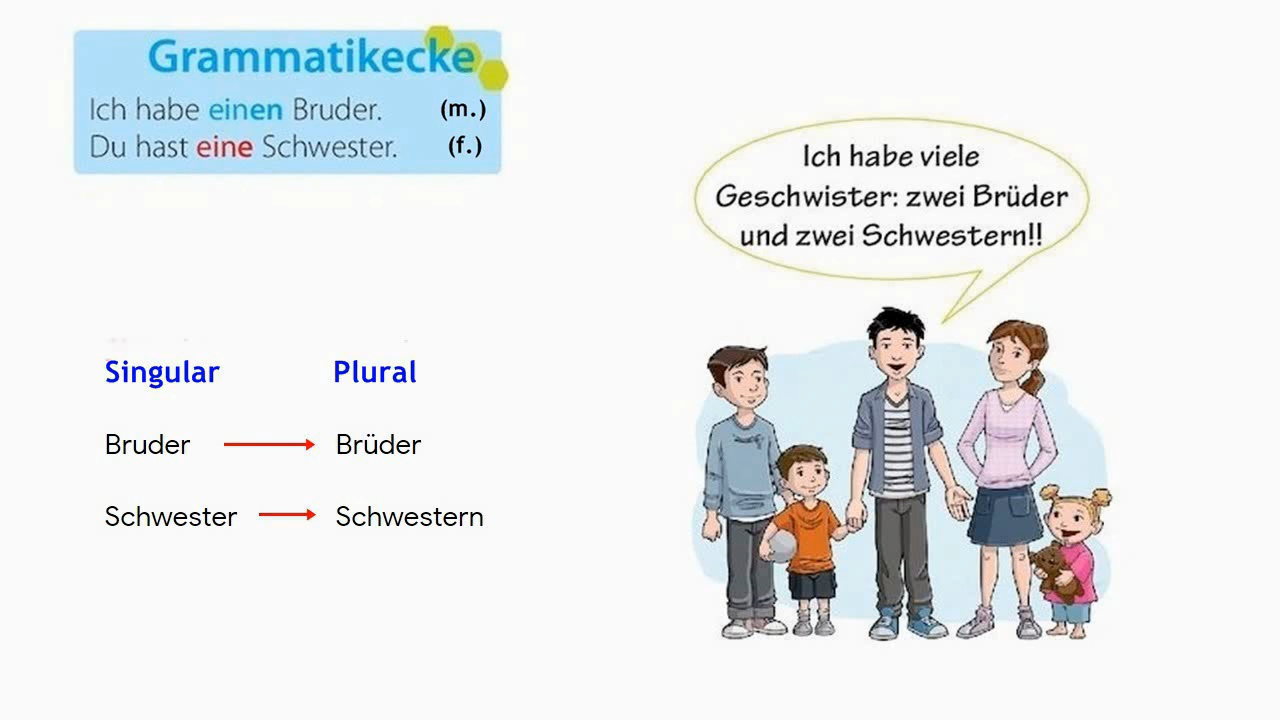 Grammatikecke
Ich habe einen Bruder. (m.)
Du hast eine Schwester. (f.)
Ich habe viele
Geschwister: zwei Brüder
und zwei Schwestern!!
Singular Plural
Bruder Brüder
Schwester Schwestern